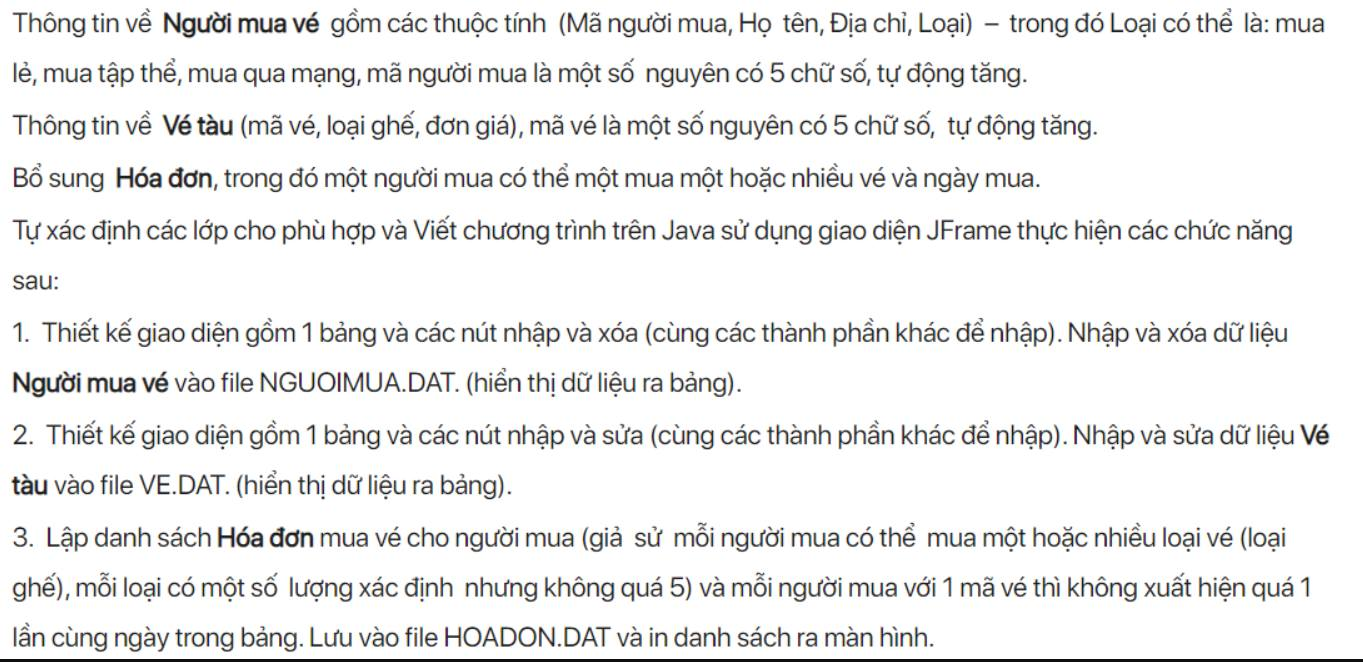 Thông tin về Người mua vé gồm các thuộc tính (Mã người mua, Họ tên, Địa chỉ, Loại) – trong đó Loại có thể là: mua
lẻ, mua tập thể, mua qua mạng, mã người mua là một số nguyên có 5 chữ số, tự động tăng.
Thông tin về Vé tàu (mã vé, loại ghế, đơn giá), mã vé là một số nguyên có 5 chữ số, tự động tăng.
Bổ sung Hóa đơn, trong đó một người mua có thể một mua một hoặc nhiều vé và ngày mua.
Tự xác định các lớp cho phù hợp và Viết chương trình trên Java sử dụng giao diện JFrame thực hiện các chức năng
sau:
1. Thiết kế giao diện gồm 1 bảng và các nút nhập và xóa (cùng các thành phần khác để nhập). Nhập và xóa dữ liệu
Người mua vé vào file NGUOIMUA.DAT. (hiển thị dữ liệu ra bảng).
2. Thiết kế giao diện gồm 1 bảng và các nút nhập và sửa (cùng các thành phần khác để nhập). Nhập và sửa dữ liệu Vé
tàu vào file VE.DAT. (hiển thị dữ liệu ra bảng).
3. Lập danh sách Hóa đơn mua vé cho người mua (giả sử mỗi người mua có thể mua một hoặc nhiều loại vé (loại
ghế), mỗi loại có một số lượng xác định nhưng không quá 5) và mỗi người mua với 1 mã vé thì không xuất hiện quá 1
lần cùng ngày trong bảng. Lưu vào file HOADON.DAT và in danh sách ra màn hình.